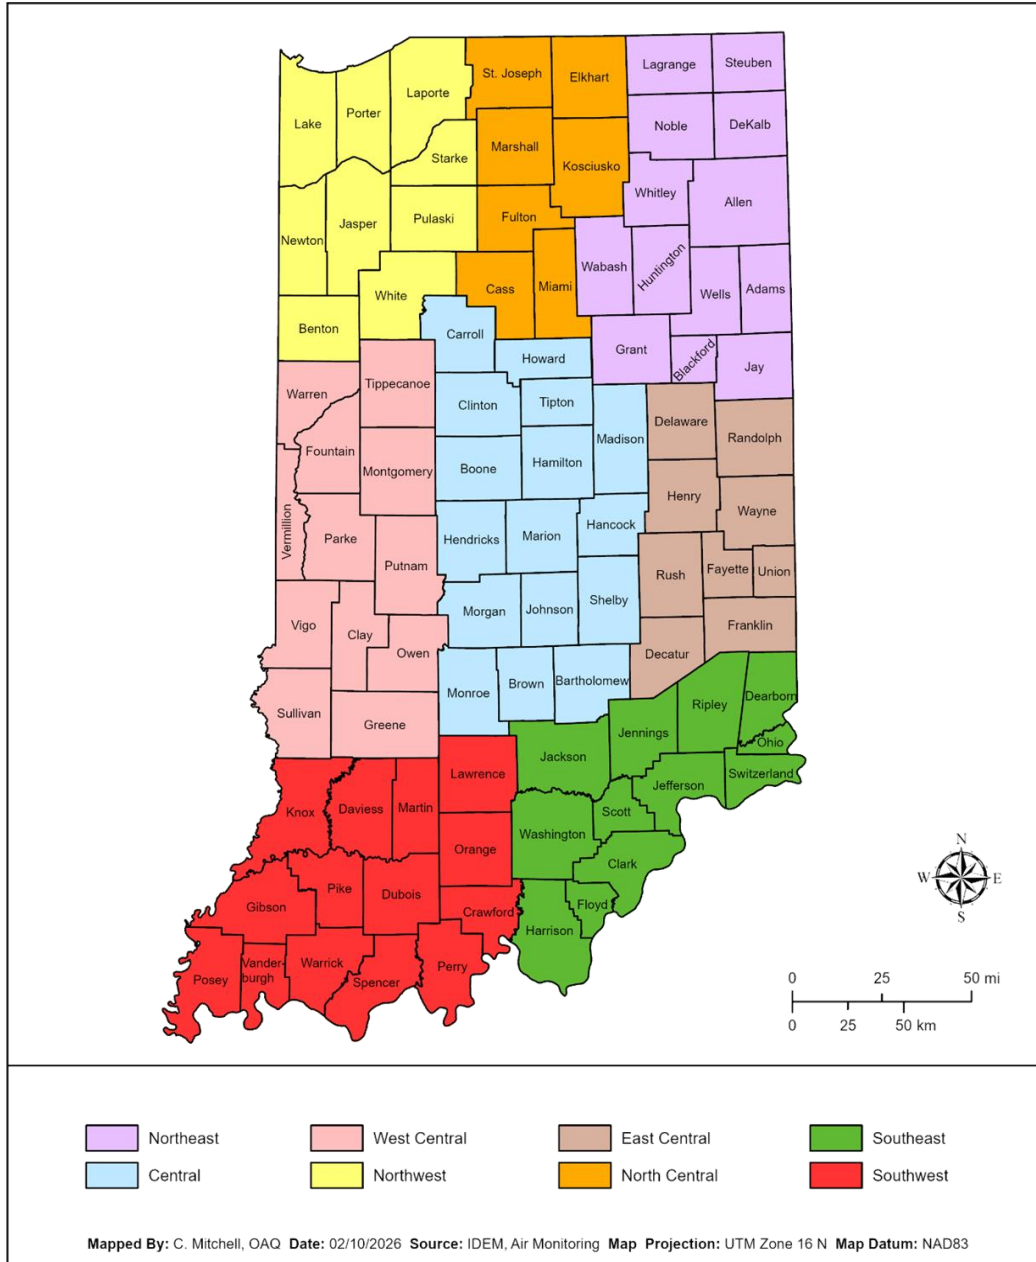 Lagrange
Steuben
St. Joseph
Elkhart
Laporte
Porter
Lake
Noble
DeKalb
Marshall
Starke
Kosciusko
Whitley
Allen
Pulaski
Fulton
Jasper
Newton
Wabash
Huntington
White
Cass
Miami
Wells
Adams
Benton
Carroll
Howard
Grant
Blackford
Jay
Tippecanoe
Warren
Clinton
Tipton
Delaware
Randolph
Madison
Fountain
Montgomery
Boone
Hamilton
Henry
Wayne
Vermillion
Parke
Hendricks
Marion
Hancock
Putnam
Rush
Fayette
Union
Shelby
Morgan
Johnson
Vigo
Clay
Franklin
Owen
Decatur
Monroe
Brown
Bartholomew
Dearborn
Ripley
Sullivan
Greene
Jennings
Ohio
Jackson
Lawrence
Switzerland
Jefferson
Knox
Daviess
Martin
Scott
Washington
Orange
Clark
Pike
Dubois
Gibson
Crawford
Floyd
Harrison
Vander-
burgh
Warrick
Perry
Posey
Spencer
N
W
E
S
0 25 50 mi
0 25 50 km
Northeast
West Central
East Central
Southeast
Central
Northwest
North Central
Southwest
Mapped By: C. Mitchell, OAQ Date: 02/10/2026 Source: IDEM, Air Monitoring Map Projection: UTM Zone 16 N Map Datum: NAD83